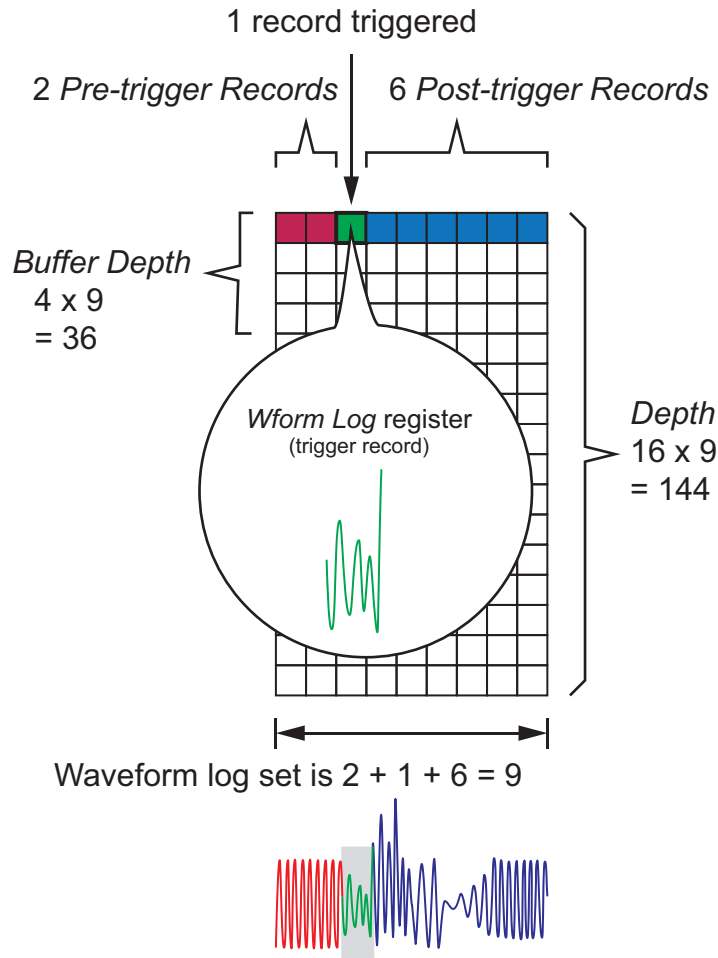 1 record triggered
2 Pre-trigger Records
6 Post-trigger Records
Buffer Depth
4 x 9
= 36
Wform Log register
(trigger record)
Depth
16 x 9
= 144
Waveform log set is 2 + 1 + 6 = 9